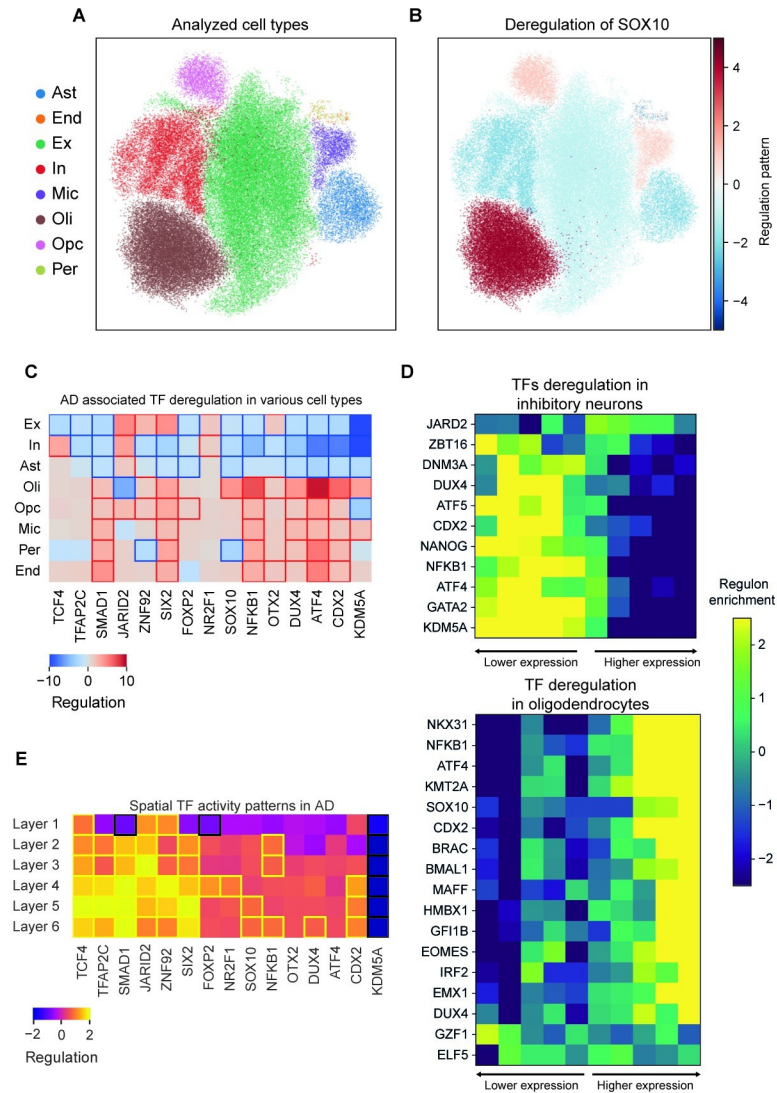 A
Analyzed cell types
Ast
End
Ex
In
Mic
Oli
Opc
Per
B
Deregulation of SOX10
4
2
0
−2
−4
Regulation pattern
C
AD associated TF deregulation in various cell types
Ex
In
Ast
Oli
Opc
Mic
Per
End
TCF4
TFAP2C
SMAD1
JARID2
ZNF92
SIX2
FOXP2
NR2F1
SOX10
NFKB1
OTX2
DUX4
ATF4
CDX2
KDM5A
−10 0 10
Regulation
D
TFs deregulation in
inhibitory neurons
JARD2
ZBT16
DNM3A
DUX4
ATF5
CDX2
NANOG
NFKB1
ATF4
GATA2
KDM5A
Lower expression Higher expression
TF deregulation
in oligodendrocytes
NKX31
NFKB1
ATF4
KMT2A
SOX10
CDX2
BRAC
BMAL1
MAFF
HMBX1
GFI1B
EOMES
IRF2
EMX1
DUX4
GZF1
ELF5
Lower expression Higher expression
Regulon
enrichment
2
1
0
−1
−2
E
Spatial TF activity patterns in AD
Layer 1
Layer 2
Layer 3
Layer 4
Layer 5
Layer 6
TCF4
TFAP2C
SMAD1
JARID2
ZNF92
SIX2
FOXP2
NR2F1
SOX10
NFKB1
OTX2
DUX4
ATF4
CDX2
KDM5A
−2 0 2
Regulation